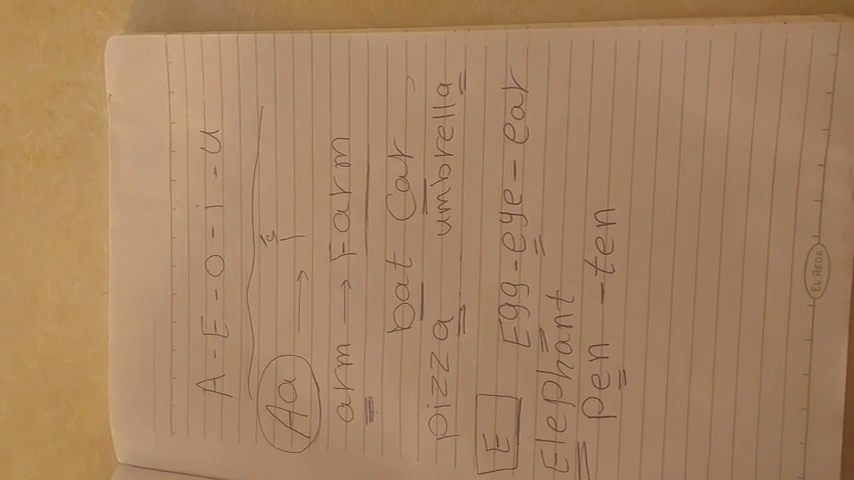 A - E - O - i - U
Aa →
arm → Farm
bat Car
pizza umbrella
E Egg - eye - ear
Elephant
pen - ten
EL REDA